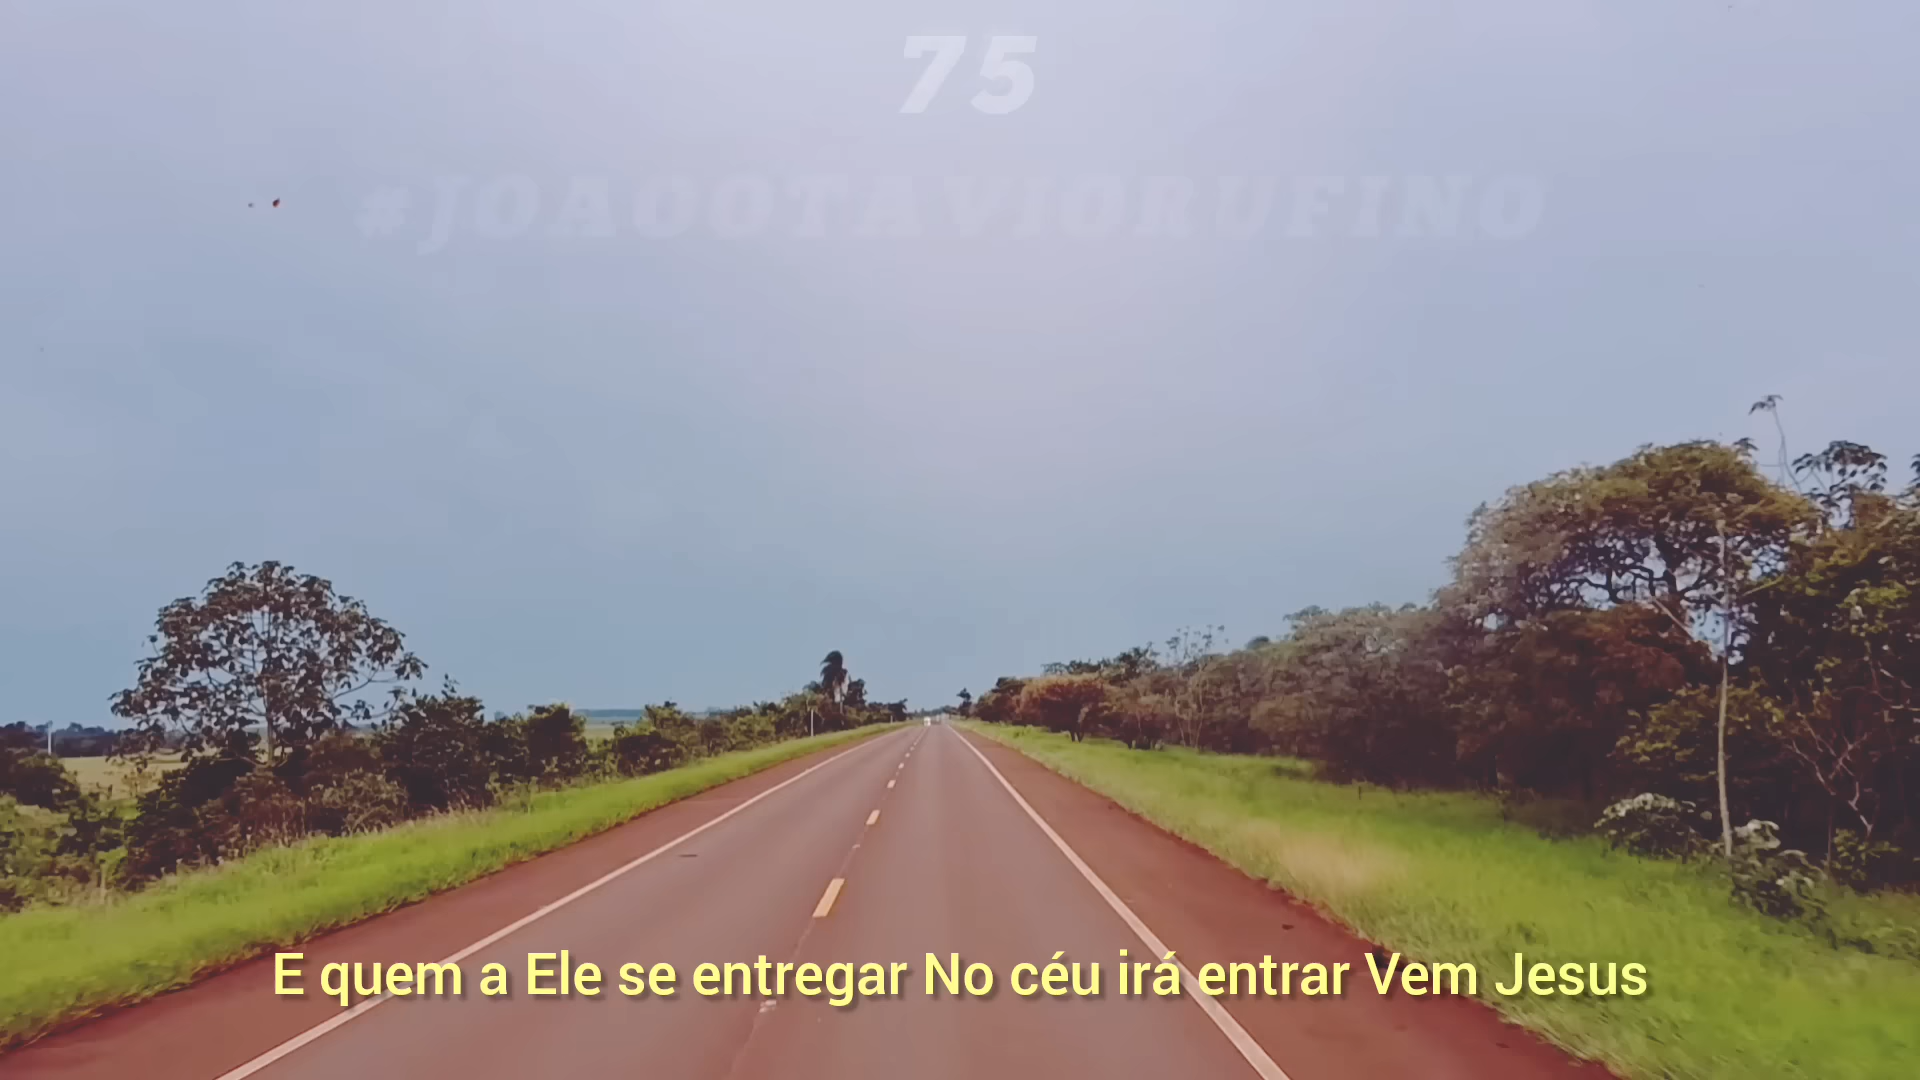 75
#JOAOOTAVIORUFINO
E quem a Ele se entregar No céu irá entrar Vem Jesus